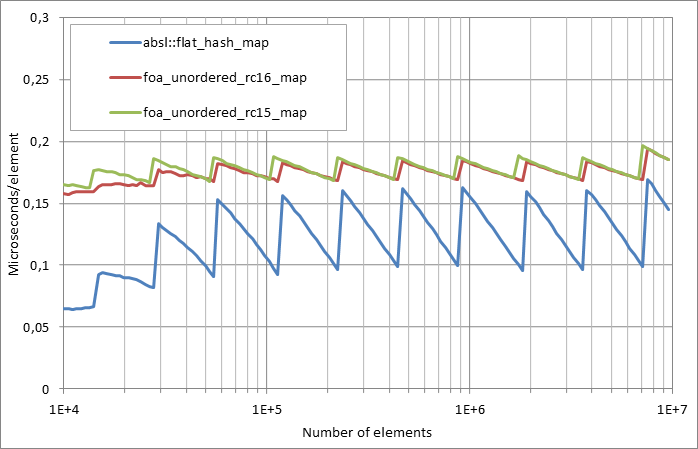 0,3
0,25
0,2
0,15
0,1
0,05
0
Microseconds/element
absl::flat_hash_map
foa_unordered_rc16_map
foa_unordered_rc15_map
1E+4
1E+5
1E+6
1E+7
Number of elements